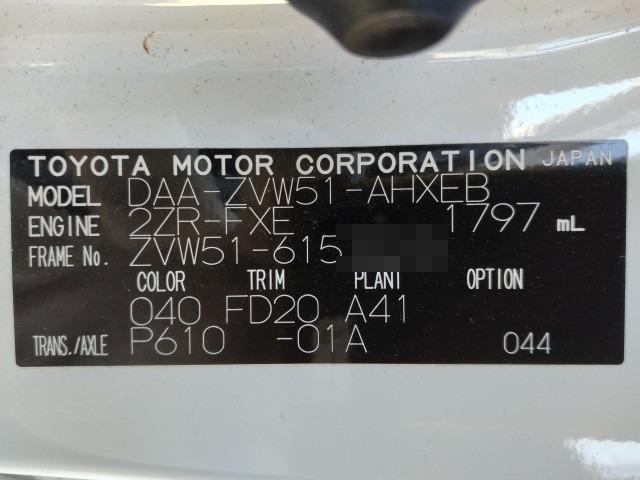 TOYOTA MOTOR CORPORATION JAPAN
MODEL DAA-ZVW51-AHXEB
ENGINE 2ZR-FXE 1797 mL
FRAME No. ZVW51-615
COLOR TRIM PLANT OPTION
040 FD20 A41
TRANS./AXLE P610 -01A 044